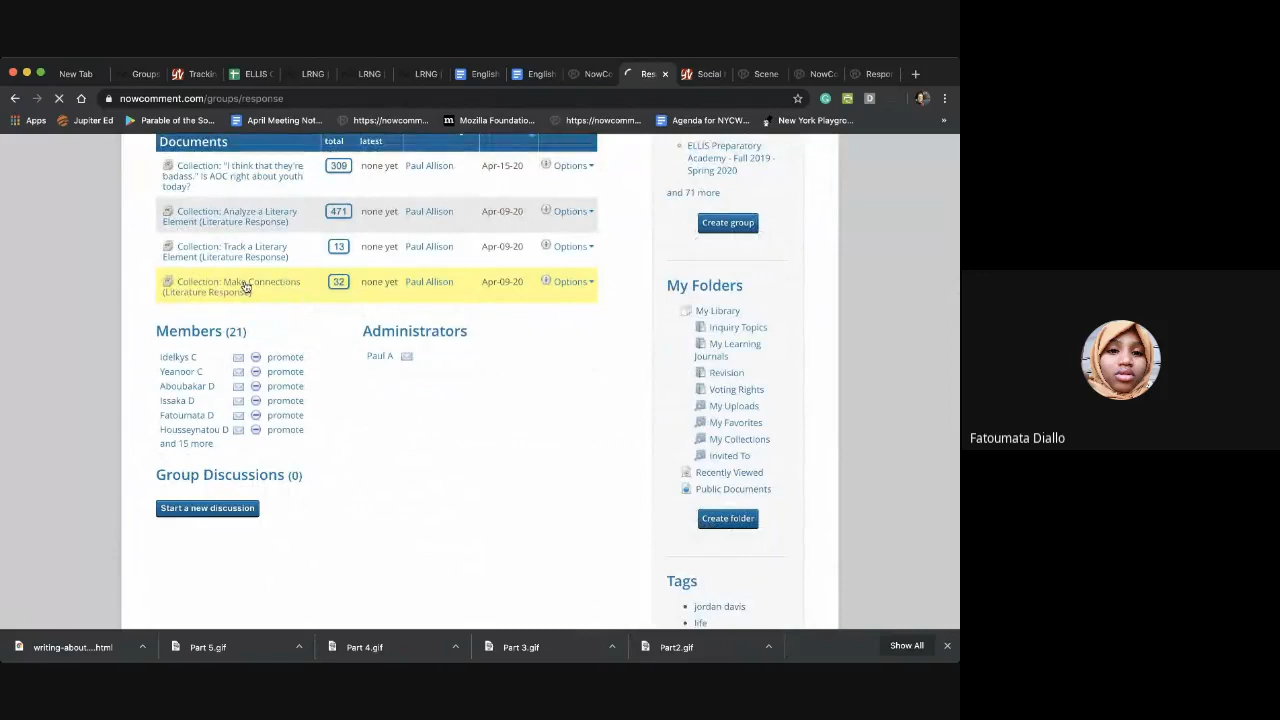 New Tab Groups Trackin ELLIS C LRNG LRNG LRNG English English NowCo Res Social Scene NowCo Respon
nowcomment.com/groups/response
Apps Jupiter Ed Parable of the So... April Meeting Not... https://nowcomm... Mozilla Foundatio... https://nowcomm... Agenda for NYCW... New York Playgro... »
Documents total latest
Collection: "I think that they're badass." Is AOC right about youth today? 309 none yet Paul Allison Apr-15-20 Options
Collection: Analyze a Literary Element (Literature Response) 471 none yet Paul Allison Apr-09-20 Options
Collection: Track a Literary Element (Literature Response) 13 none yet Paul Allison Apr-09-20 Options
Collection: Make Connections (Literature Response) 32 none yet Paul Allison Apr-09-20 Options
Members (21)
Idelkys C promote
Yeanoor C promote
Aboubakar D promote
Issaka D promote
Fatoumata D promote
Housseynatou D promote
and 15 more
Administrators
Paul A
Group Discussions (0)
Start a new discussion
ELLIS Preparatory
Academy - Fall 2019 -
Spring 2020
and 71 more
Create group
My Folders
My Library
Inquiry Topics
My Learning
Journals
Revision
Voting Rights
My Uploads
My Favorites
My Collections
Invited To
Recently Viewed
Public Documents
Create folder
Tags
jordan davis
life
writing-about....html Part 5.gif Part 4.gif Part 3.gif Part2.gif Show All
Fatoumata Diallo